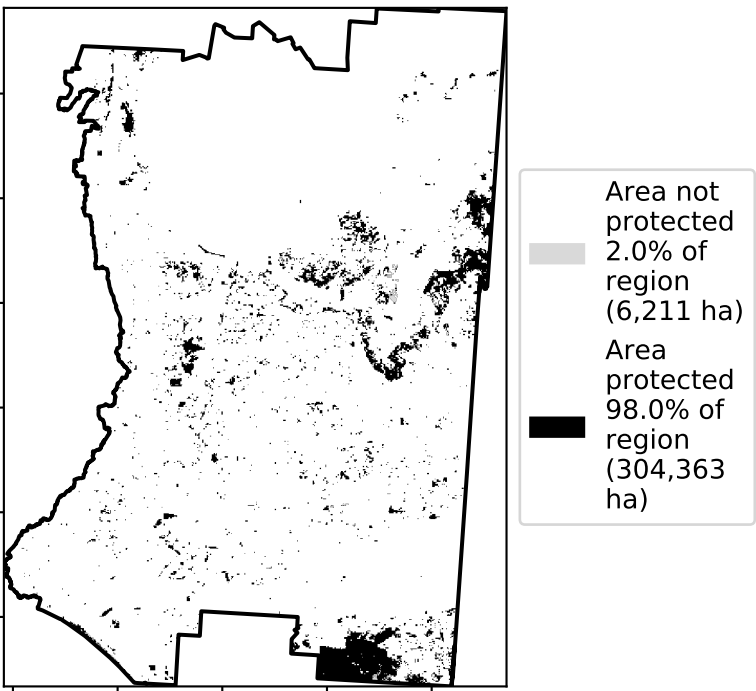 Area not
protected
2.0% of
region
(6,211 ha)
Area
protected
98.0% of
region
(304,363
ha)